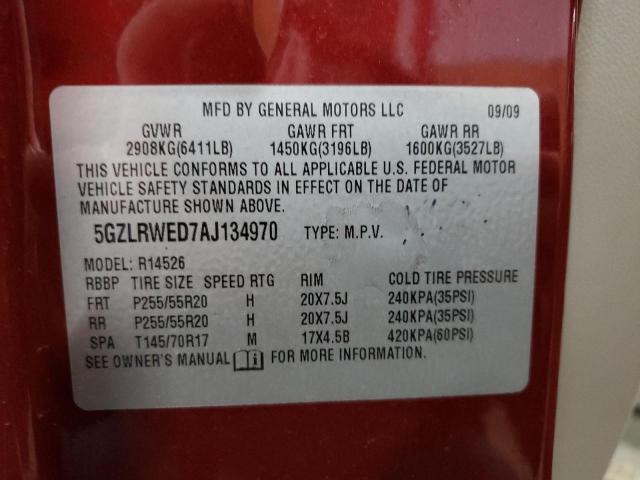 MFD BY GENERAL MOTORS LLC 09/09
GVWR GAWR FRT GAWR RR
2908KG(6411LB) 1450KG(3196LB) 1600KG(3527LB)
THIS VEHICLE CONFORMS TO ALL APPLICABLE U.S. FEDERAL MOTOR
VEHICLE SAFETY STANDARDS IN EFFECT ON THE DATE OF
MANUFACTURE SHOWN ABOVE.
5GZLRWED7AJ134970 TYPE: M.P.V.
MODEL: R14526
RBBP TIRE SIZE SPEED RTG RIM COLD TIRE PRESSURE
FRT P255/55R20 H 20X7.5J 240KPA(35PSI)
RR P255/55R20 H 20X7.5J 240KPA(35PSI)
SPA T145/70R17 M 17X4.5B 420KPA(60PSI)
SEE OWNER'S MANUAL FOR MORE INFORMATION.